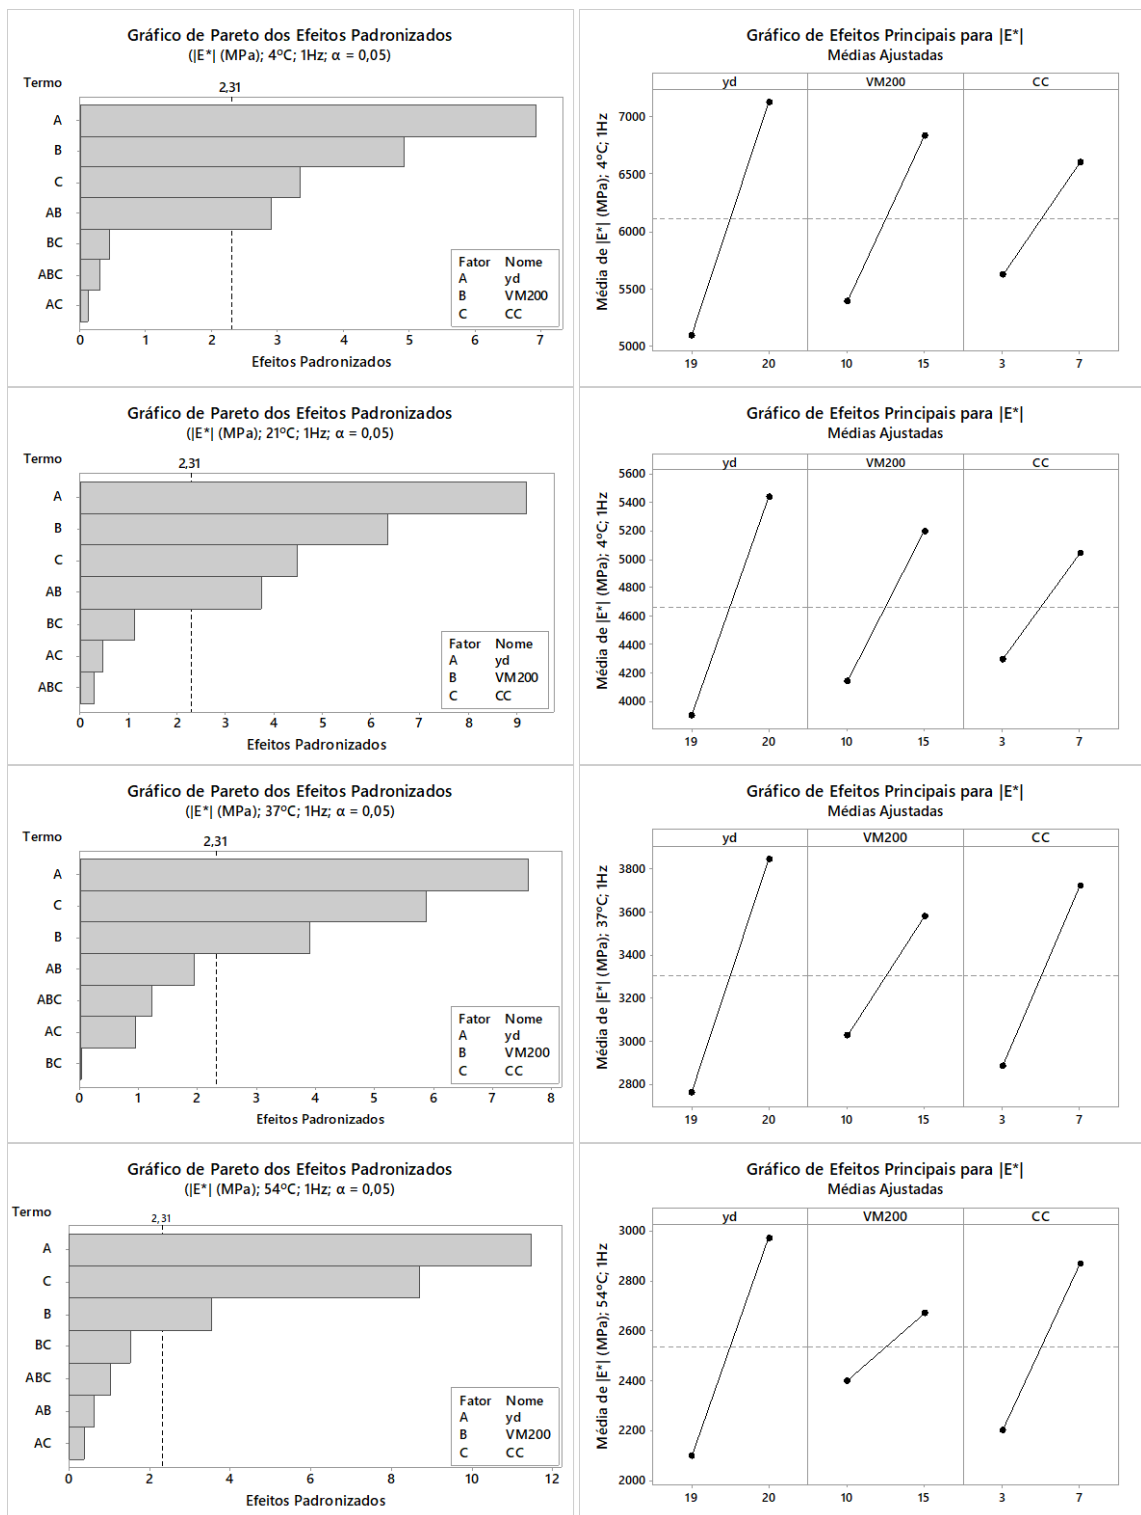 Gráfico de Pareto dos Efeitos Padronizados
(|E*| (MPa); 4ºC; 1Hz; α = 0,05)
Termo
2,31
A
B
C
AB
BC
ABC
AC
Fator Nome
A yd
B VM200
C CC
0 1 2 3 4 5 6 7
Efeitos Padronizados
Gráfico de Efeitos Principais para |E*|
Médias Ajustadas
yd VM200 CC
Média de |E*| (MPa); 4ºC; 1Hz
7000
6500
6000
5500
5000
19 20 10 15 3 7
Gráfico de Pareto dos Efeitos Padronizados
(|E*| (MPa); 21ºC; 1Hz; α = 0,05)
Termo
2,31
A
B
C
AB
BC
AC
ABC
Fator Nome
A yd
B VM200
C CC
0 1 2 3 4 5 6 7 8 9
Efeitos Padronizados
Gráfico de Efeitos Principais para |E*|
Médias Ajustadas
yd VM200 CC
Média de |E*| (MPa); 4ºC; 1Hz
5600
5400
5200
5000
4800
4600
4400
4200
4000
19 20 10 15 3 7
Gráfico de Pareto dos Efeitos Padronizados
(|E*| (MPa); 37ºC; 1Hz; α = 0,05)
Termo
2,31
A
C
B
AB
ABC
AC
BC
Fator Nome
A yd
B VM200
C CC
0 1 2 3 4 5 6 7 8
Efeitos Padronizados
Gráfico de Efeitos Principais para |E*|
Médias Ajustadas
yd VM200 CC
Média de |E*| (MPa); 37ºC; 1Hz
3800
3600
3400
3200
3000
2800
19 20 10 15 3 7
Gráfico de Pareto dos Efeitos Padronizados
(|E*| (MPa); 54ºC; 1Hz; α = 0,05)
Termo
2,31
A
C
B
BC
ABC
AB
AC
Fator Nome
A yd
B VM200
C CC
0 2 4 6 8 10 12
Efeitos Padronizados
Gráfico de Efeitos Principais para |E*|
Médias Ajustadas
yd VM200 CC
Média de |E*| (MPa); 54ºC; 1Hz
3000
2800
2600
2400
2200
2000
19 20 10 15 3 7